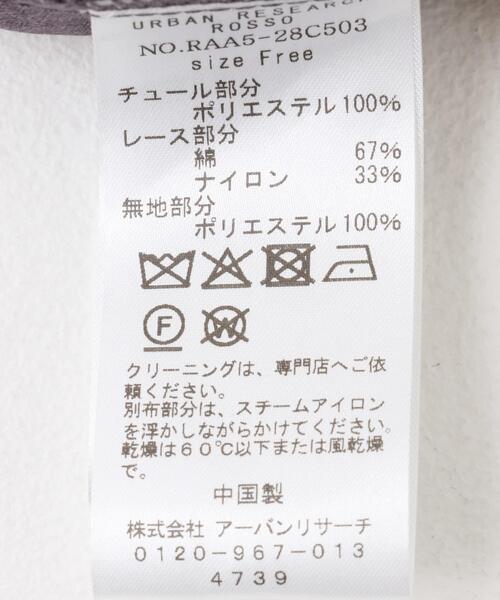 URBAN RESEARCH
ROSSO
NO.RAA5-28C503
size Free
チュール部分
ポリエステル100%
レース部分
綿 67%
ナイロン 33%
無地部分
ポリエステル100%
F W
クリーニングは、専門店へご依
頼ください。
別布部分は、スチームアイロン
を浮かしながらかけてください。
乾燥は60℃以下または風乾燥
で。
中国製
株式会社 アーバンリサーチ
0120-967-013
4739